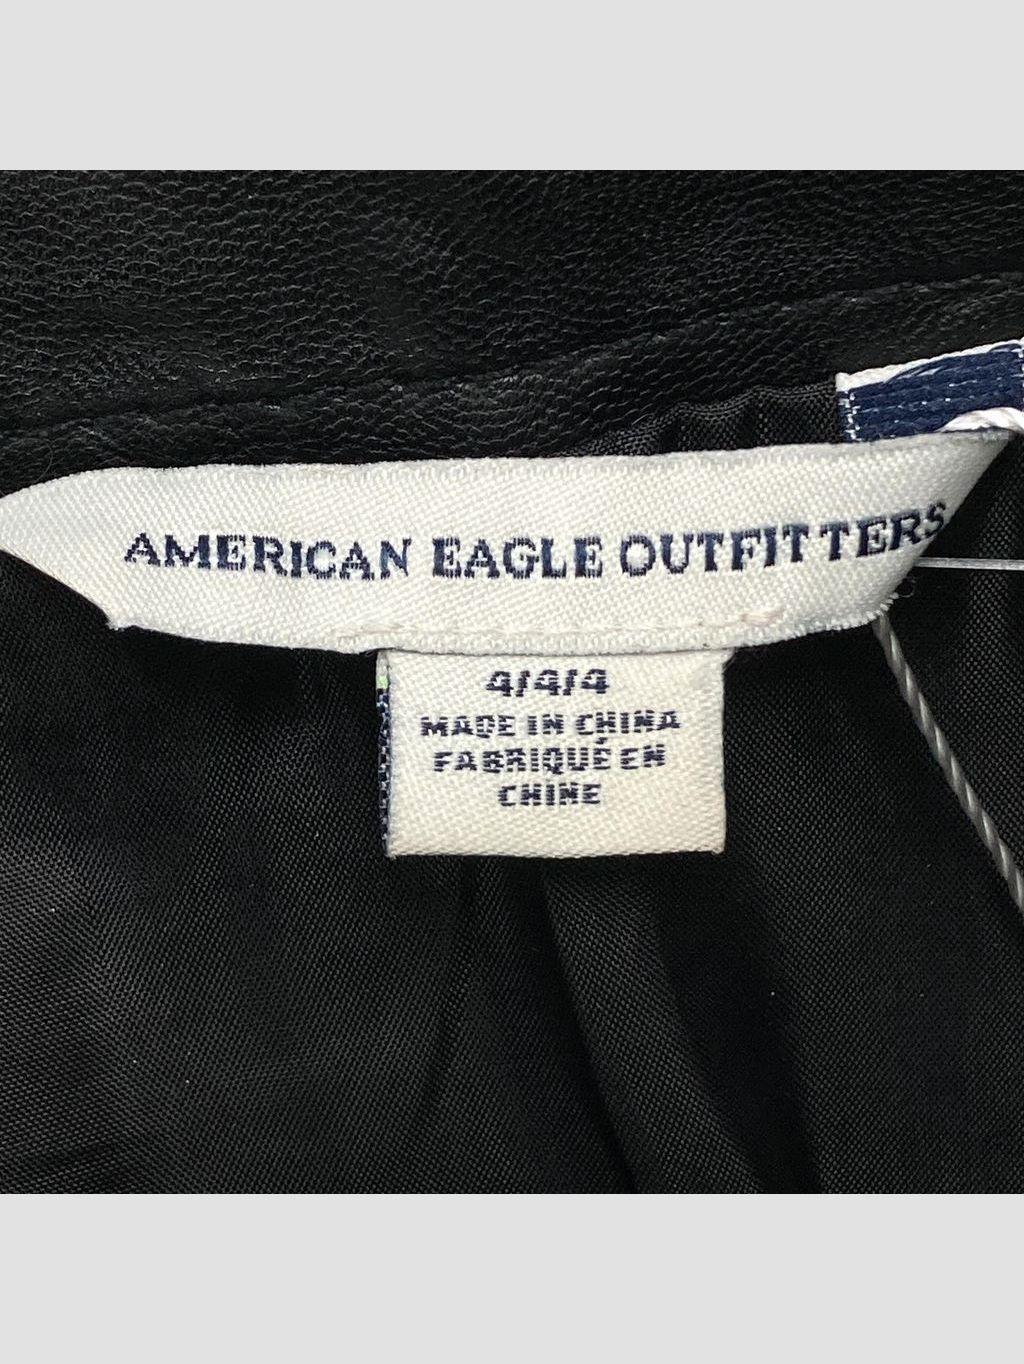 AMERICAN EAGLE OUTFITTERS
4/4/4
MADE IN CHINA
FABRIQUÉ EN
CHINE